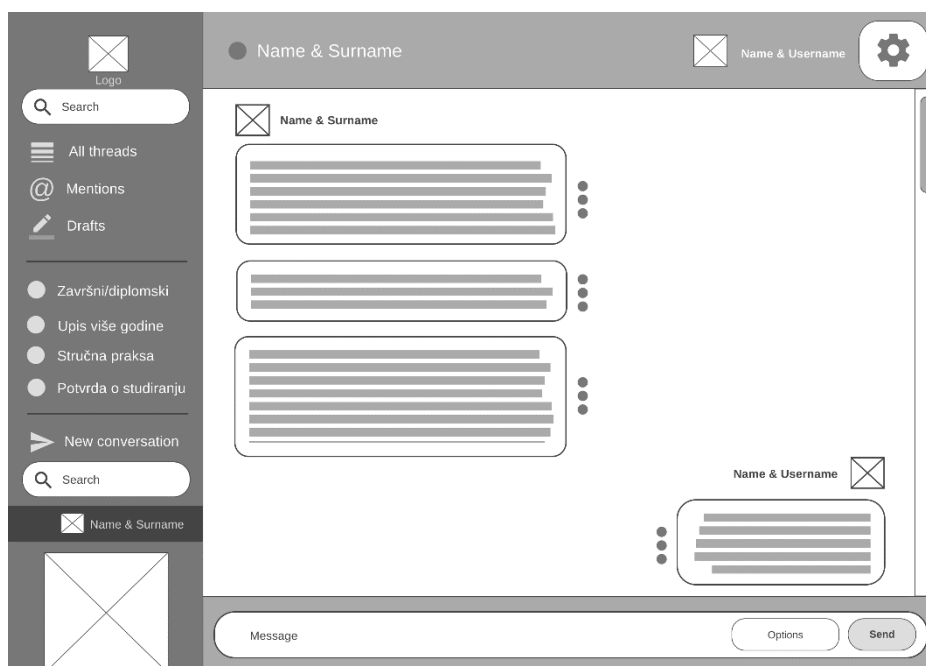 Logo
Search
All threads
@ Mentions
Drafts
Završni/diplomski
Upis više godine
Stručna praksa
Potvrda o studiranju
New conversation
Search
Name & Surname
Name & Surname
Name & Username
Name & Surname
Name & Username
Message
Options
Send